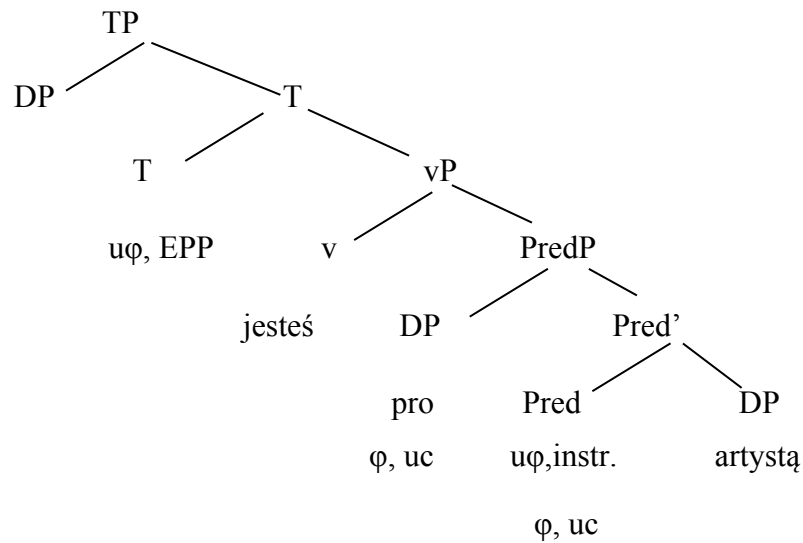 TP
DP T
T vP
uφ, EPP v PredP
jesteś DP Pred’
pro Pred DP
φ, uc uφ,instr. artystą
φ, uc